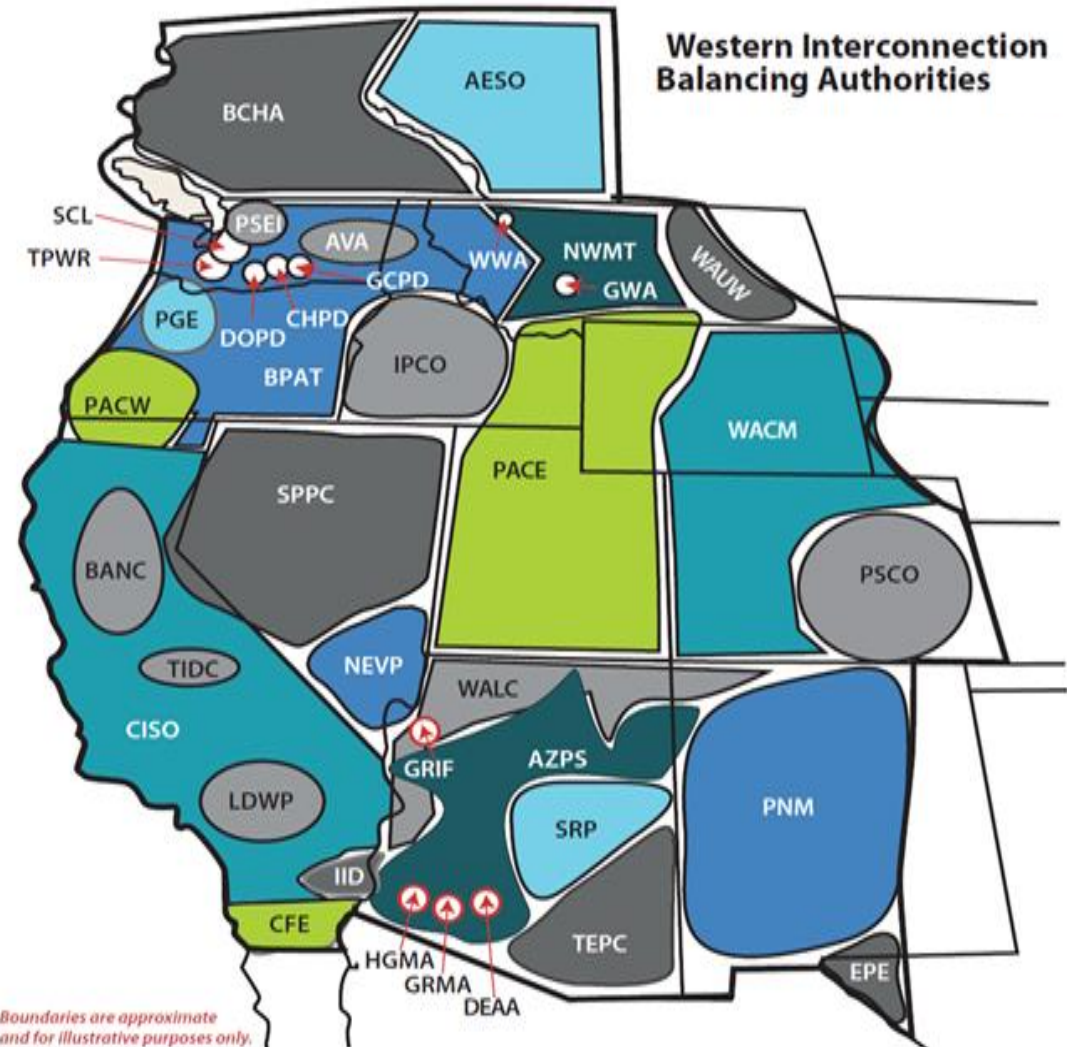 Western Interconnection
Balancing Authorities
AESO
BCHA
SCL
PSEI
TPWR
AVA
WWA
NWMT
WAUW
GCPD
GWA
PGE
CHPD
DOPD
IPCO
BPAT
PACW
WACM
PACE
SPPC
BANC
PSCO
TIDC
NEVP
WALC
CISO
GRIF
AZPS
LDWP
SRP
PNM
IID
CFE
TEPC
HGMA
GRMA
DEAA
EPE
Boundaries are approximate
and for illustrative purposes only.